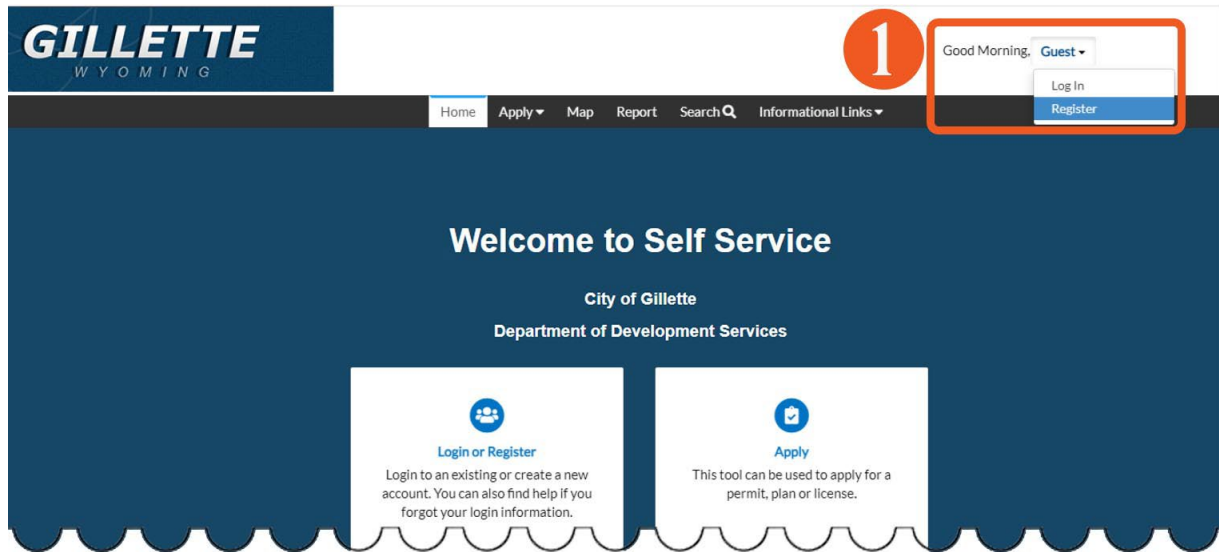 GILLETTE
WYOMING
1
Good Morning, Guest
Log In
Register
Home Apply Map Report Search Informational Links
Welcome to Self Service
City of Gillette
Department of Development Services
Login or Register
Login to an existing or create a new
account. You can also find help if you
forgot your login information.
Apply
This tool can be used to apply for a
permit, plan or license.